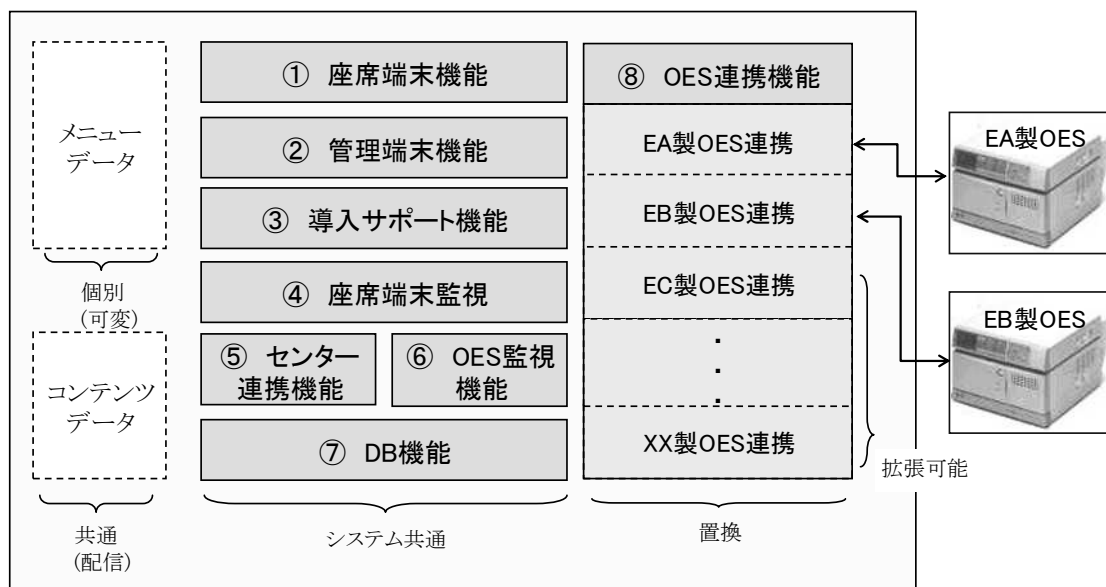 メニュー
データ
個別
(可変)
コンテンツ
データ
共通
(配信)
① 座席端末機能
② 管理端末機能
③ 導入サポート機能
④ 座席端末監視
⑤ センター
連携機能
⑥ OES監視
機能
⑦ DB機能
システム共通
⑧ OES連携機能
EA製OES連携
EB製OES連携
EC製OES連携
・
・
・
XX製OES連携
置換
拡張可能
EA製OES
EB製OES